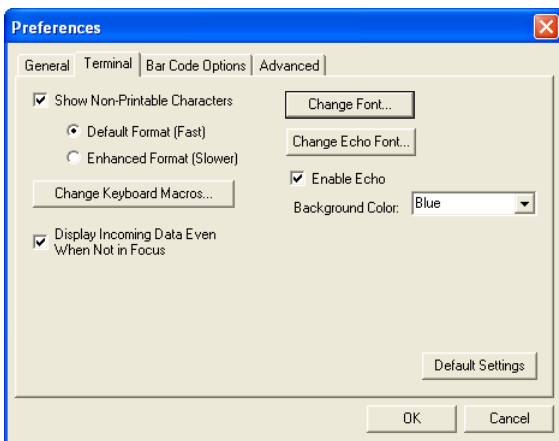 Preferences
General Terminal Bar Code Options Advanced
Show Non-Printable Characters
Default Format (Fast)
Enhanced Format (Slower)
Change Keyboard Macros...
Display Incoming Data Even
When Not in Focus
Change Font...
Change Echo Font...
Enable Echo
Background Color: Blue
Default Settings
OK Cancel